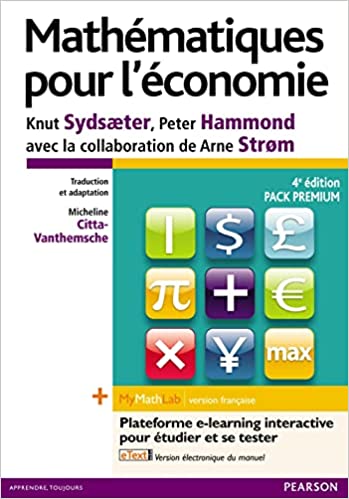 Mathématiques
pour l'économie
Knut Sydsæter, Peter Hammond
avec la collaboration de Arne Strøm
Traduction
et adaptation
Micheline
Citta-
Vanthemsche
4e édition
PACK PREMIUM
I $ £
π + €
× ¥ max
+ MyMathLab | version française
Plateforme e-learning interactive
pour étudier et se tester
eText Version électronique du manuel
APPRENDRE, TOUJOURS
PEARSON